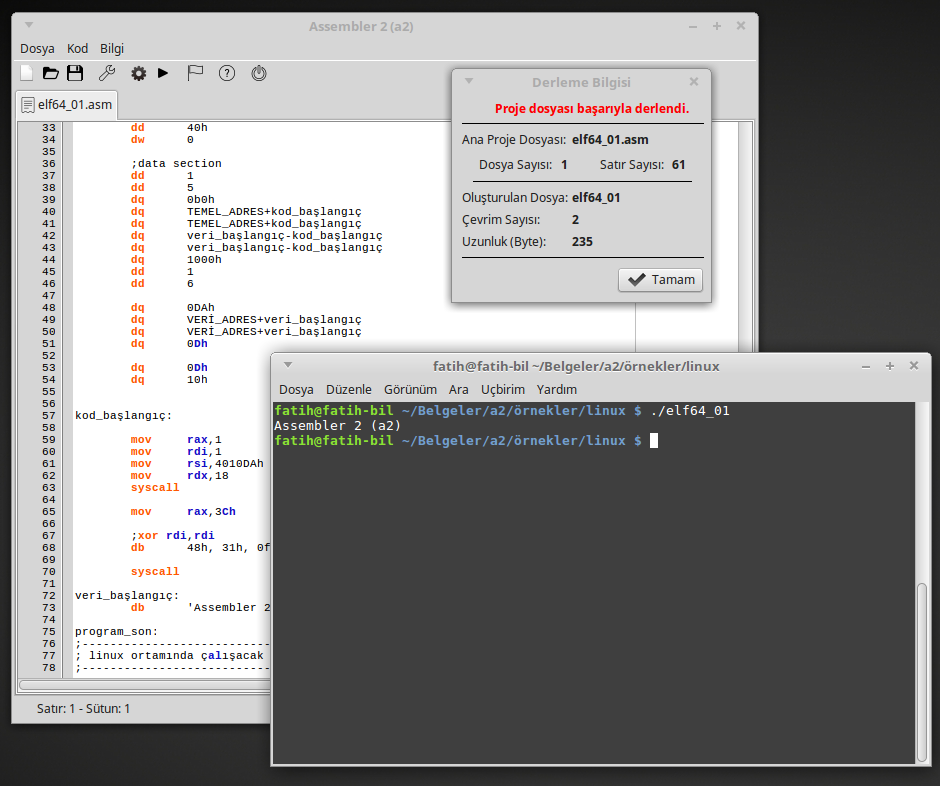 Assembler 2 (a2)
Dosya Kod Bilgi
elf64_01.asm
33 dd 40h
34 dw 0
35
36 ;data section
37 dd 1
38 dd 5
39 dq 0b0h
40 dq TEMEL_ADRES+kod_başlangıç
41 dq TEMEL_ADRES+kod_başlangıç
42 dq veri_başlangıç-kod_başlangıç
43 dq veri_başlangıç-kod_başlangıç
44 dq 1000h
45 dd 1
46 dd 6
47
48 dq 0DAh
49 dq VERİ_ADRES+veri_başlangıç
50 dq VERİ_ADRES+veri_başlangıç
51 dq 0Dh
52
53 dq 0Dh
54 dq 10h
55
56
57 kod_başlangıç:
58
59 mov rax,1
60 mov rdi,1
61 mov rsi,4010DAh
62 mov rdx,18
63 syscall
64
65 mov rax,3Ch
66
67 ;xor rdi,rdi
68 db 48h, 31h, 0f
69
70 syscall
71
72 veri_başlangıç:
73 db 'Assembler 2
74
75 program_son:
76 ;---------------------------
77 ; linux ortamında çalışacak
78 ;---------------------------
Satır: 1 - Sütun: 1
Derleme Bilgisi
Proje dosyası başarıyla derlendi.
Ana Proje Dosyası: elf64_01.asm
Dosya Sayısı: 1 Satır Sayısı: 61
Oluşturulan Dosya: elf64_01
Çevrim Sayısı: 2
Uzunluk (Byte): 235
Tamam
fatih@fatih-bil ~/Belgeler/a2/örnekler/linux
Dosya Düzenle Görünüm Ara Uçbirim Yardım
fatih@fatih-bil ~/Belgeler/a2/örnekler/linux $ ./elf64_01
Assembler 2 (a2)
fatih@fatih-bil ~/Belgeler/a2/örnekler/linux $